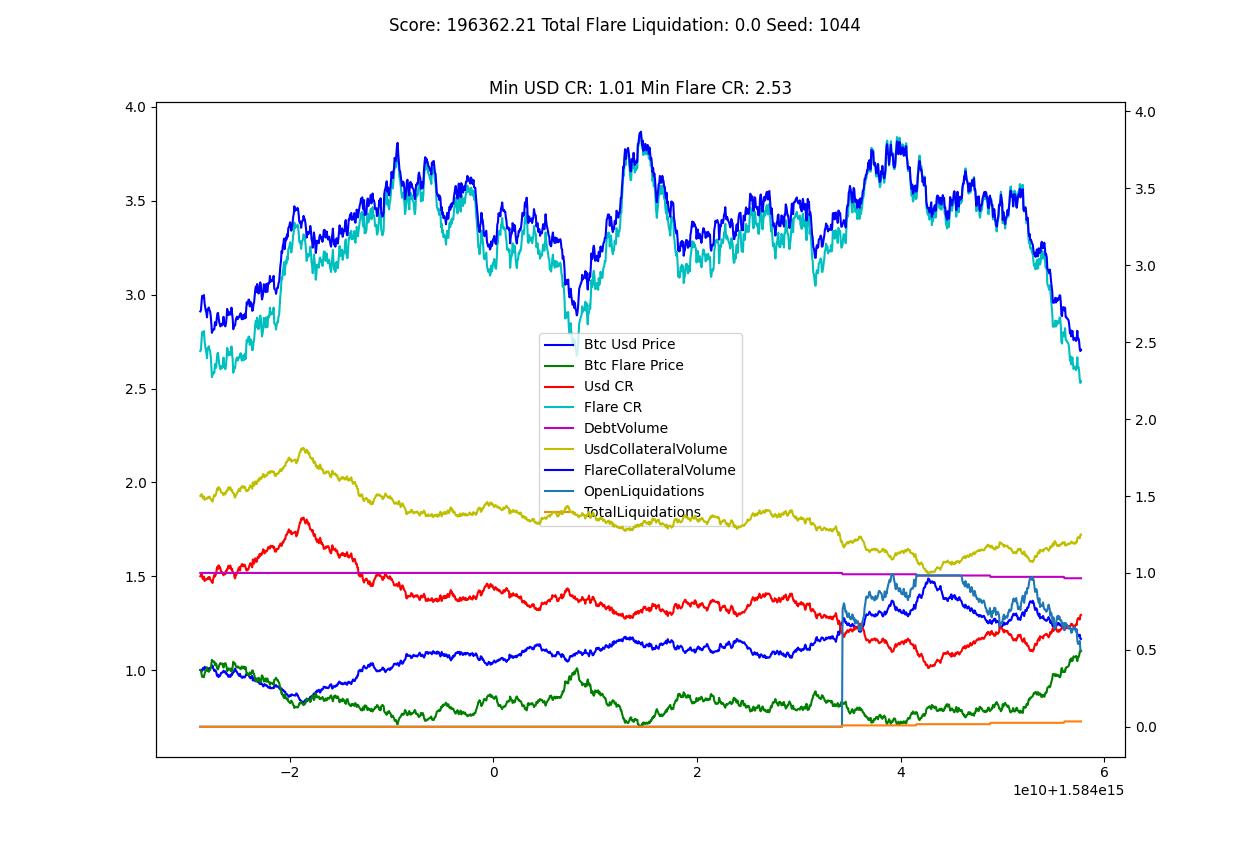 Score: 196362.21 Total Flare Liquidation: 0.0 Seed: 1044
Min USD CR: 1.01 Min Flare CR: 2.53
4.0
3.5
3.0
2.5
2.0
1.5
1.0
4.0
3.5
3.0
2.5
2.0
1.5
1.0
0.5
0.0
Btc Usd Price
Btc Flare Price
Usd CR
Flare CR
DebtVolume
UsdCollateralVolume
FlareCollateralVolume
OpenLiquidations
TotalLiquidations
−2 0 2 4 6
1e10+1.584e15